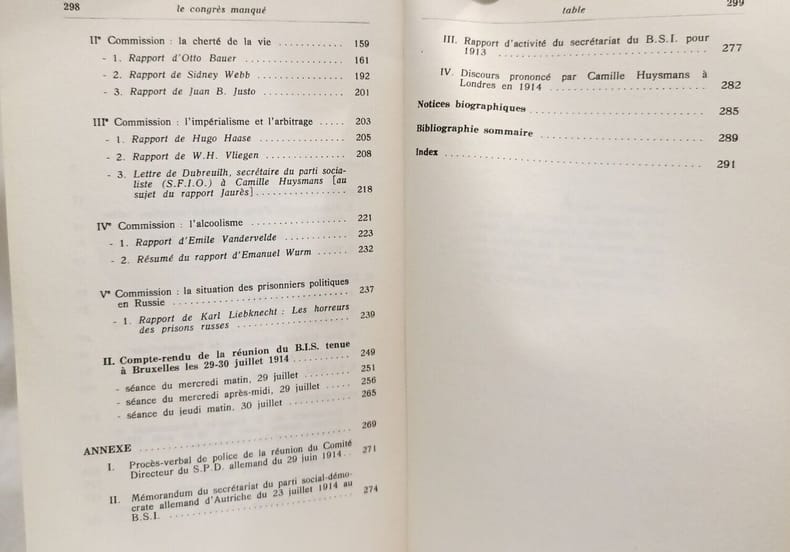 298
le congrès manqué
IIᵉ Commission : la cherté de la vie ............ 159
- 1. Rapport d'Otto Bauer .................... 161
- 2. Rapport de Sidney Webb .................. 192
- 3. Rapport de Juan B. Justo ................. 201
IIIᵉ Commission : l'impérialisme et l'arbitrage ..... 203
- 1. Rapport de Hugo Haase .................. 205
- 2. Rapport de W.H. Vliegen ................. 208
- 3. Lettre de Dubreuilh, secrétaire du parti socia-
liste (S.F.I.O.) à Camille Huysmans [au
sujet du rapport Jaurès] ................... 218
IVᵉ Commission : l'alcoolisme ................... 221
- 1. Rapport d'Emile Vandervelde ............. 223
- 2. Résumé du rapport d'Emanuel Wurm ...... 232
Vᵉ Commission : la situation des prisonniers politiques
en Russie ............................... 237
- 1. Rapport de Karl Liebknecht : Les horreurs
des prisons russes ....................... 239
II. Compte-rendu de la réunion du B.I.S. tenue
à Bruxelles les 29-30 juillet 1914 .......... 249
- séance du mercredi matin, 29 juillet ......... 251
- séance du mercredi après-midi, 29 juillet ..... 256
- séance du jeudi matin, 30 juillet ............ 265
ANNEXE ...................................... 269
I. Procès-verbal de police de la réunion du Comité
Directeur du S.P.D. allemand du 29 juin 1914 .. 271
II. Mémorandum du secrétariat du parti social-démo-
crate allemand d'Autriche du 23 juillet 1914 au
B.S.I. ................................... 274
table
299
III. Rapport d'activité du secrétariat du B.S.I. pour
1913 ................................... 277
IV. Discours prononcé par Camille Huysmans à
Londres en 1914 ........................ 282
Notices biographiques .......................... 285
Bibliographie sommaire ......................... 289
Index ......................................... 291